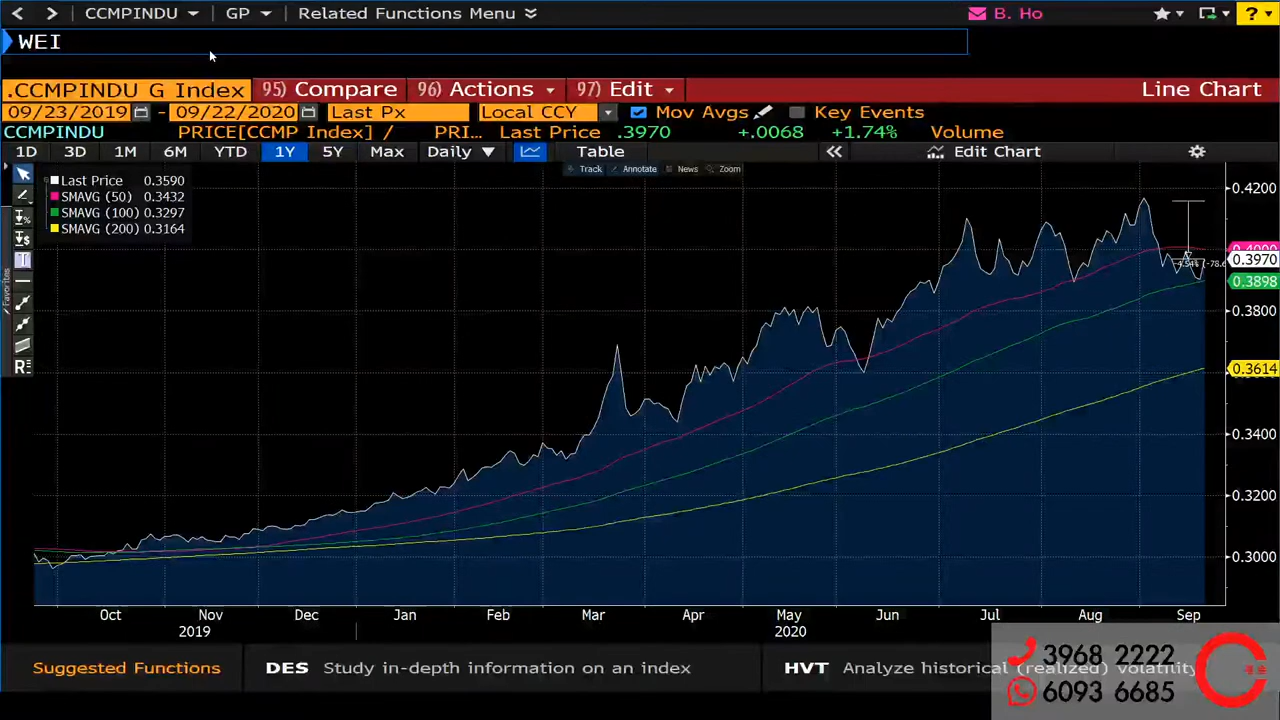 CCMPINDU GP Related Functions Menu B. Ho ?
WEI
.CCMPINDU G Index 95) Compare 96) Actions 97) Edit Line Chart
09/23/2019 - 09/22/2020 Last Px Local CCY Mov Avgs Key Events
CCMPINDU PRICE[CCMP Index] / PRI... Last Price .3970 +.0068 +1.74% Volume
1D 3D 1M 6M YTD 1Y 5Y Max Daily Table Edit Chart
Track Annotate News Zoom
Last Price 0.3590
SMAVG (50) 0.3432
SMAVG (100) 0.3297
SMAVG (200) 0.3164
Favorites
0.4200
0.4000
0.3970
0.3898
0.3800
0.3614
0.3400
0.3200
0.3000
Oct Nov Dec Jan Feb Mar Apr May Jun Jul Aug Sep
2019 2020
Suggested Functions DES Study in-depth information on an index HVT Analyze historical (realized) volatility
3968 2222
6093 6685